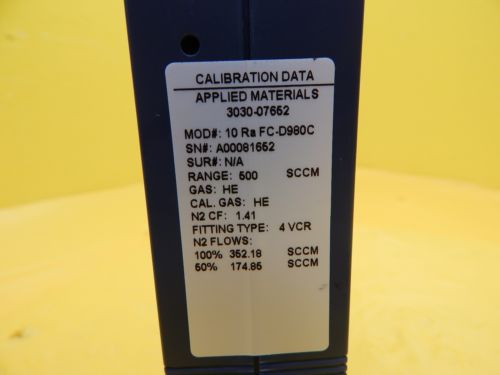 CALIBRATION DATA
APPLIED MATERIALS
3030-07652
MOD#: 10 Ra FC-D980C
SN#: A00081652
SUR#: N/A
RANGE: 500 SCCM
GAS: HE
CAL. GAS: HE
N2 CF: 1.41
FITTING TYPE: 4 VCR
N2 FLOWS:
100% 352.18 SCCM
50% 174.85 SCCM